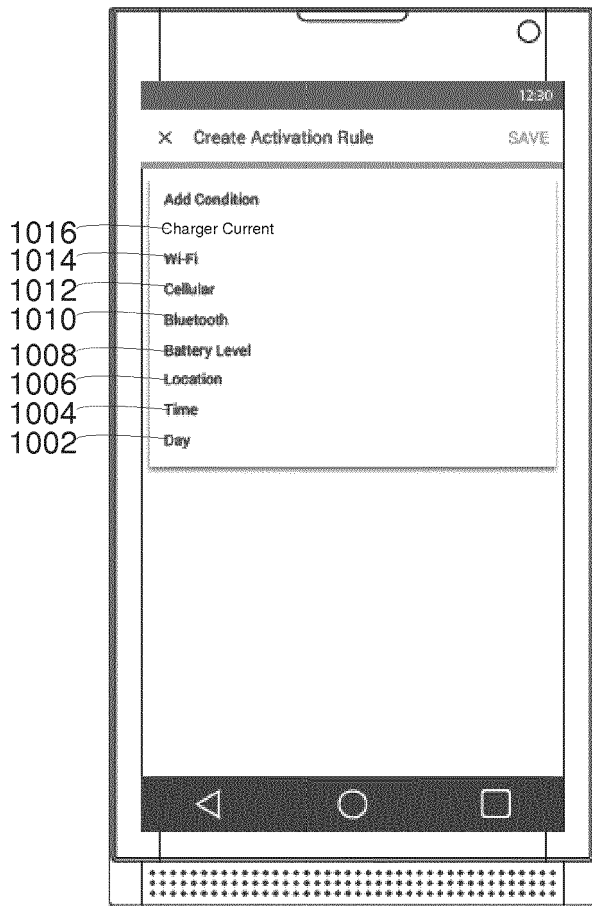 12:30
× Create Activation Rule SAVE
Add Condition
1016 Charger Current
1014 Wi-Fi
1012 Cellular
1010 Bluetooth
1008 Battery Level
1006 Location
1004 Time
1002 Day